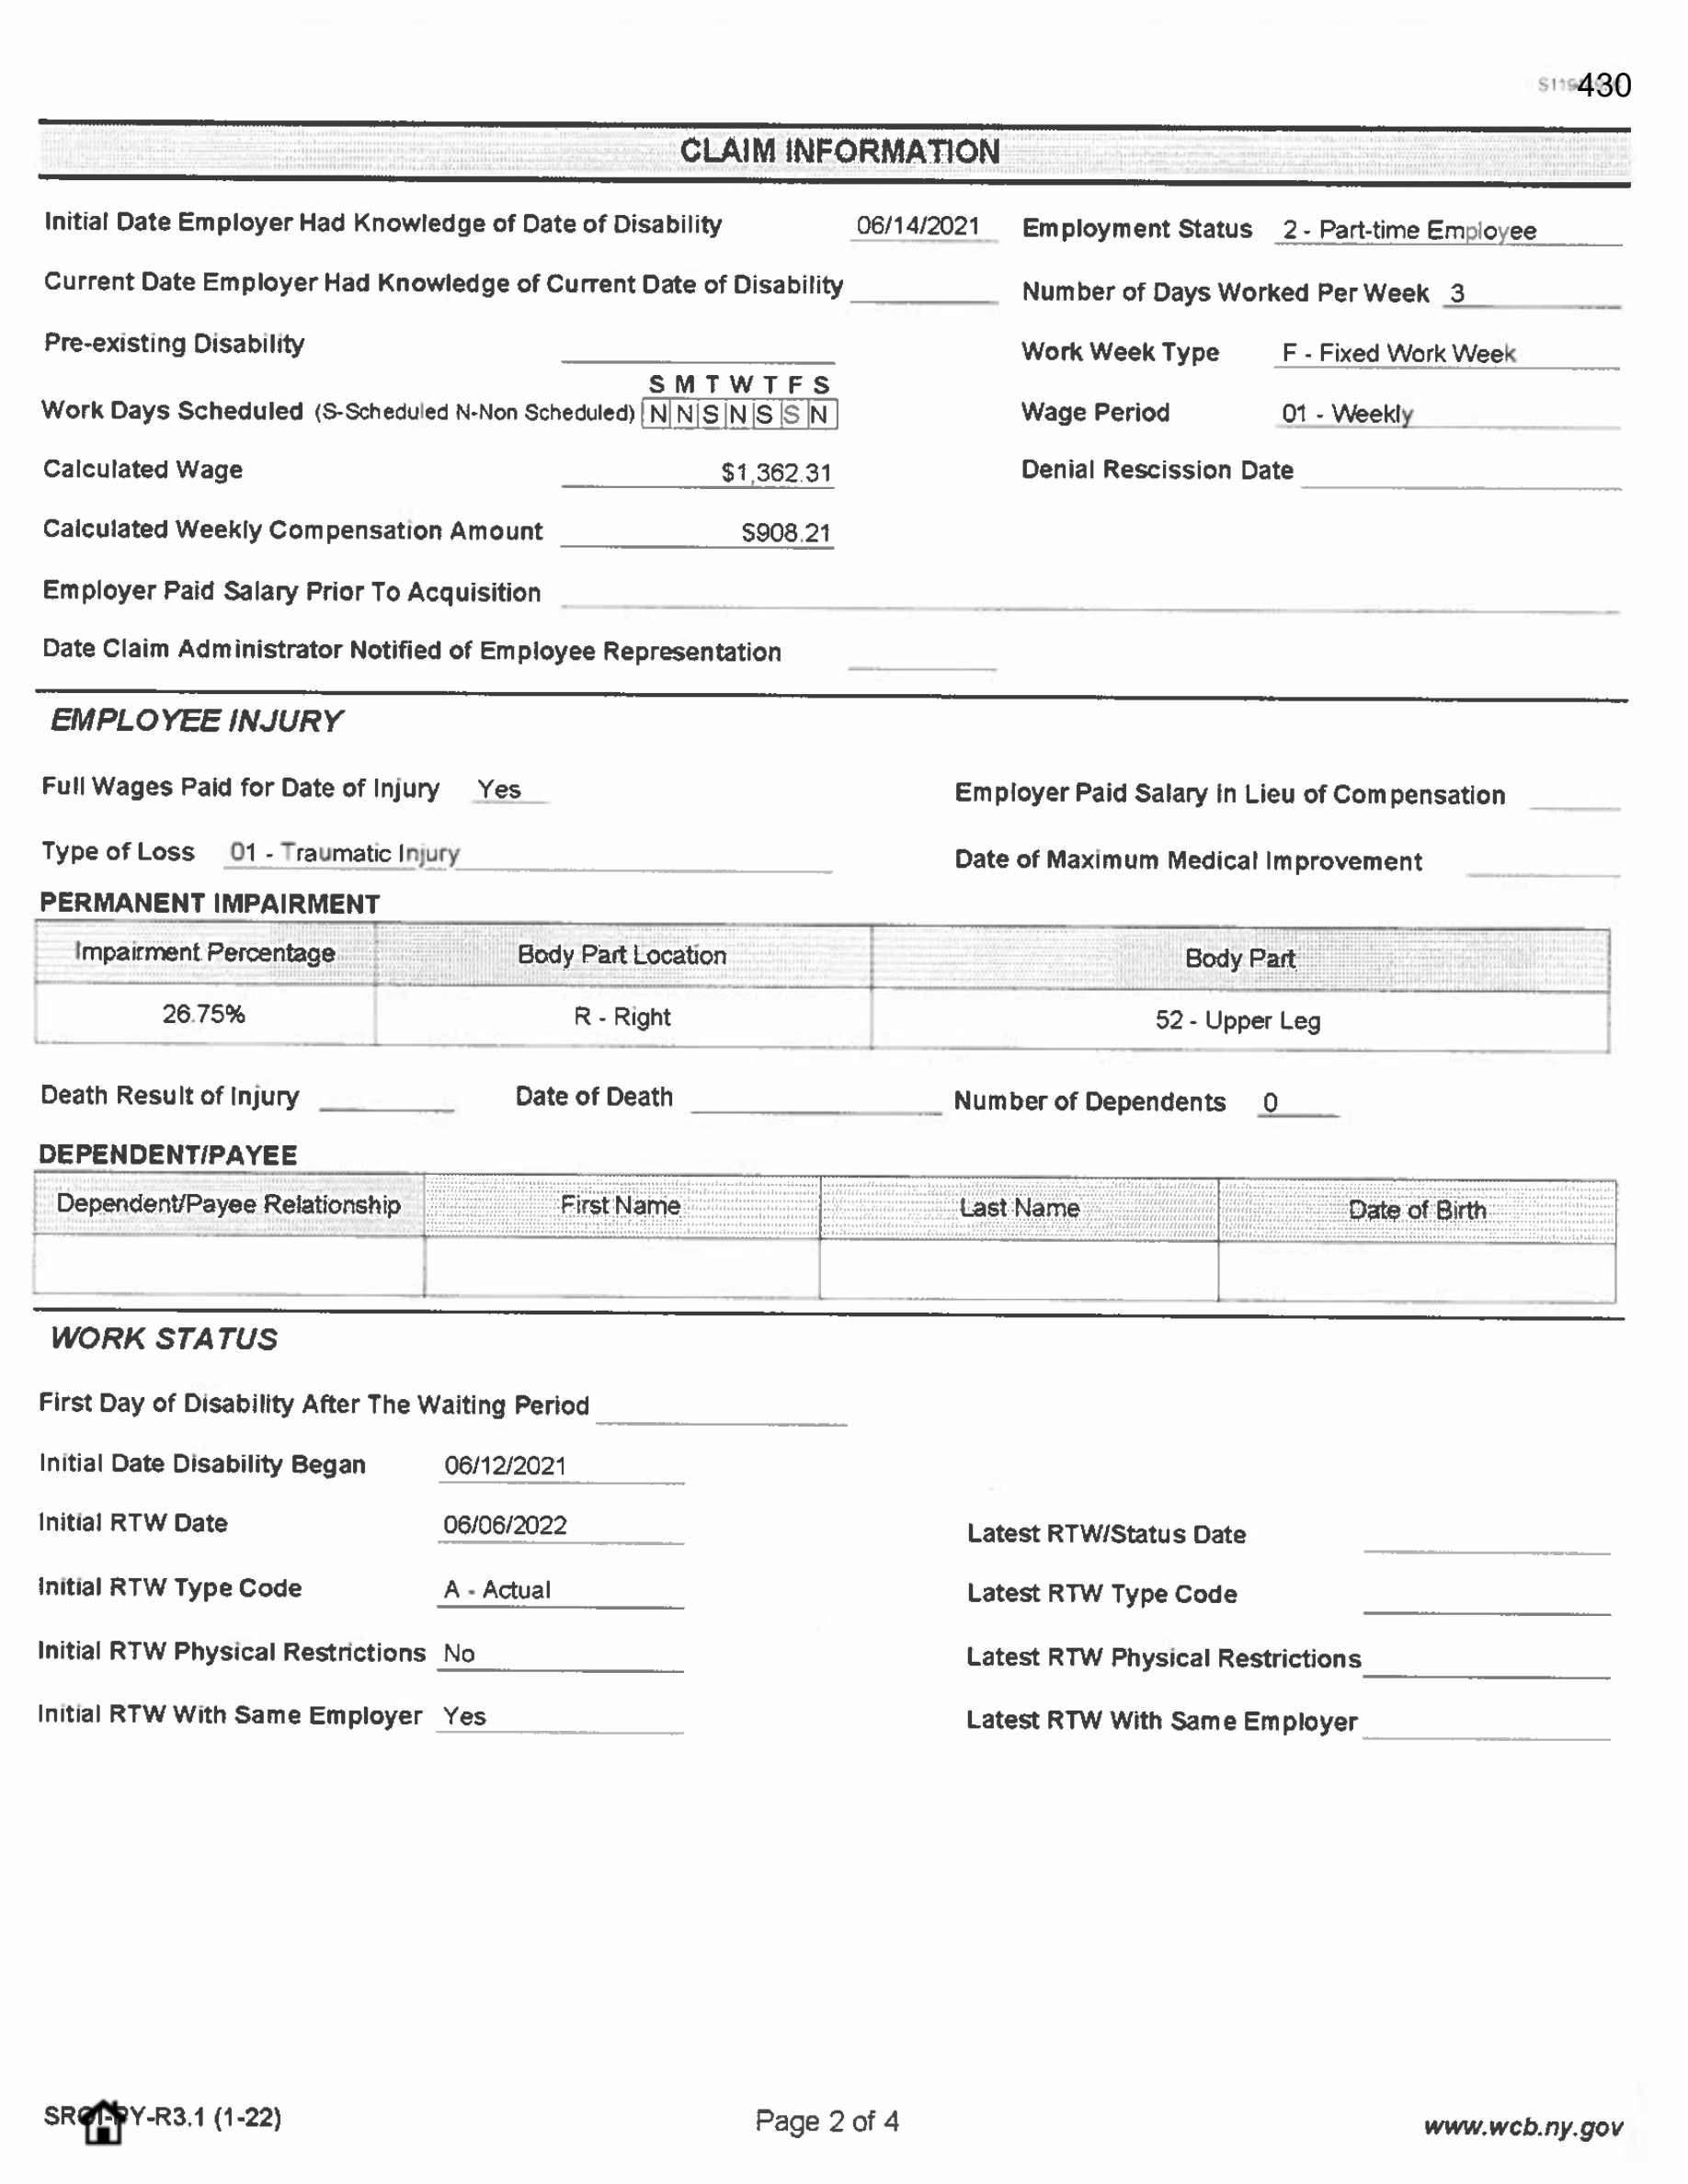 430
CLAIM INFORMATION
Initial Date Employer Had Knowledge of Date of Disability 06/14/2021 Employment Status 2 - Part-time Employee
Current Date Employer Had Knowledge of Current Date of Disability Number of Days Worked Per Week 3
Pre-existing Disability Work Week Type F - Fixed Work Week
S M T W T F S
Work Days Scheduled (S-Scheduled N-Non Scheduled) N N S N S S N Wage Period 01 - Weekly
Calculated Wage $1,362.31 Denial Rescission Date
Calculated Weekly Compensation Amount $908.21
Employer Paid Salary Prior To Acquisition
Date Claim Administrator Notified of Employee Representation
EMPLOYEE INJURY
Full Wages Paid for Date of Injury Yes Employer Paid Salary In Lieu of Compensation
Type of Loss 01 - Traumatic Injury Date of Maximum Medical Improvement
PERMANENT IMPAIRMENT
Impairment Percentage Body Part Location Body Part
26.75% R - Right 52 - Upper Leg
Death Result of Injury Date of Death Number of Dependents 0
DEPENDENT/PAYEE
Dependent/Payee Relationship First Name Last Name Date of Birth
WORK STATUS
First Day of Disability After The Waiting Period
Initial Date Disability Began 06/12/2021
Initial RTW Date 06/06/2022 Latest RTW/Status Date
Initial RTW Type Code A - Actual Latest RTW Type Code
Initial RTW Physical Restrictions No Latest RTW Physical Restrictions
Initial RTW With Same Employer Yes Latest RTW With Same Employer
Y-R3.1 (1-22) Page 2 of 4 www.wcb.ny.gov